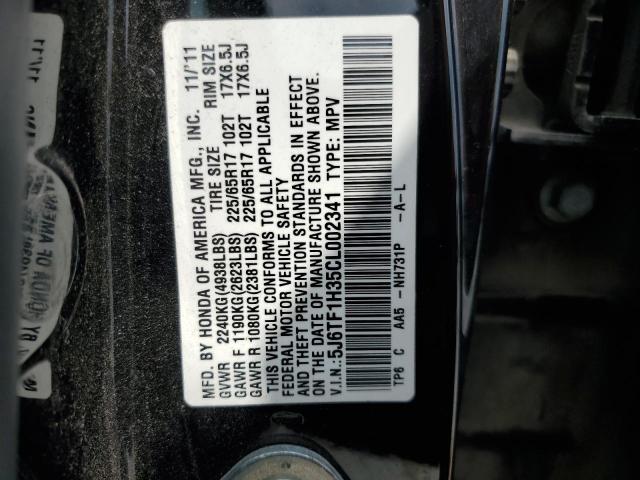 MFD. BY HONDA OF AMERICA MFG., INC. 11/11
TIRE SIZE RIM SIZE
GVWR 2240KG(4938LBS)
GAWR F 1190KG(2623LBS) 225/65R17 102T 17X6.5J
GAWR R 1080KG(2381LBS) 225/65R17 102T 17X6.5J
THIS VEHICLE CONFORMS TO ALL APPLICABLE
FEDERAL MOTOR VEHICLE SAFETY
AND THEFT PREVENTION STANDARDS IN EFFECT
ON THE DATE OF MANUFACTURE SHOWN ABOVE.
V.I.N.: 5J6TF1H35CL002341 TYPE: MPV
TP6 C AA5 - NH731P -A-L